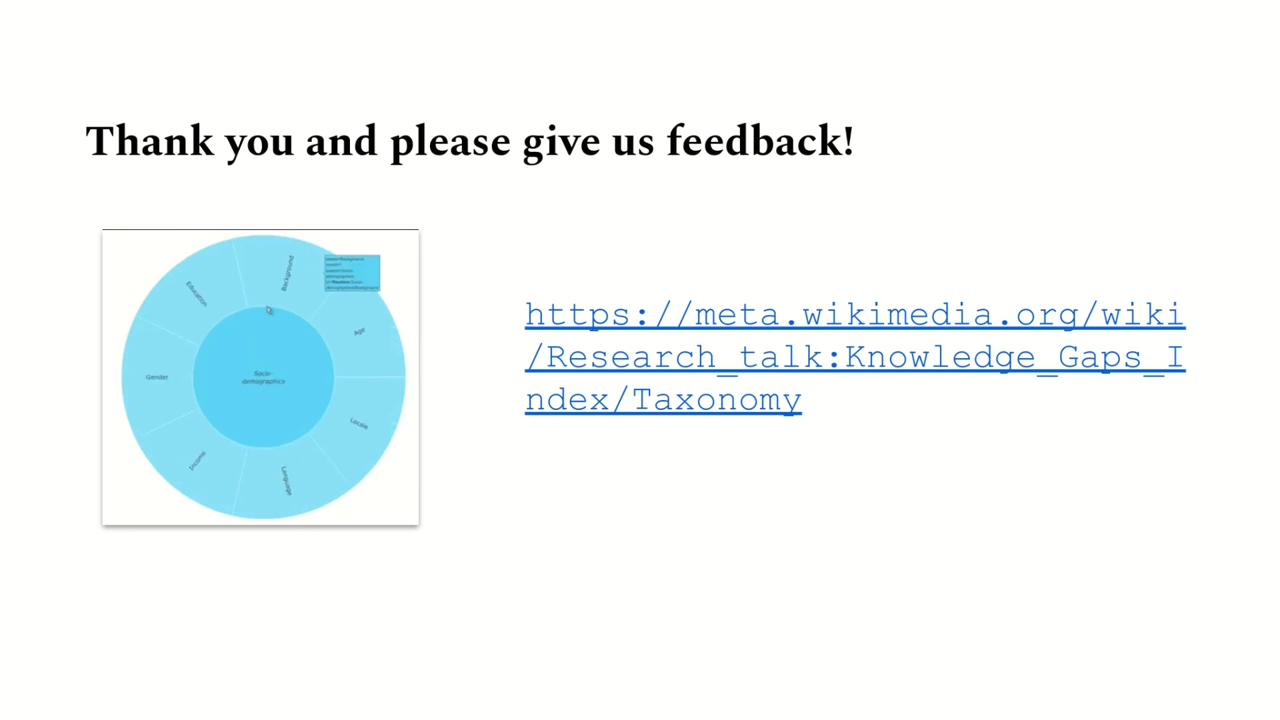 Thank you and please give us feedback!
Background
Education
Age
Gender
Socio-
demographics
Locale
Income
Language
https://meta.wikimedia.org/wiki
/Research_talk:Knowledge_Gaps_I
ndex/Taxonomy